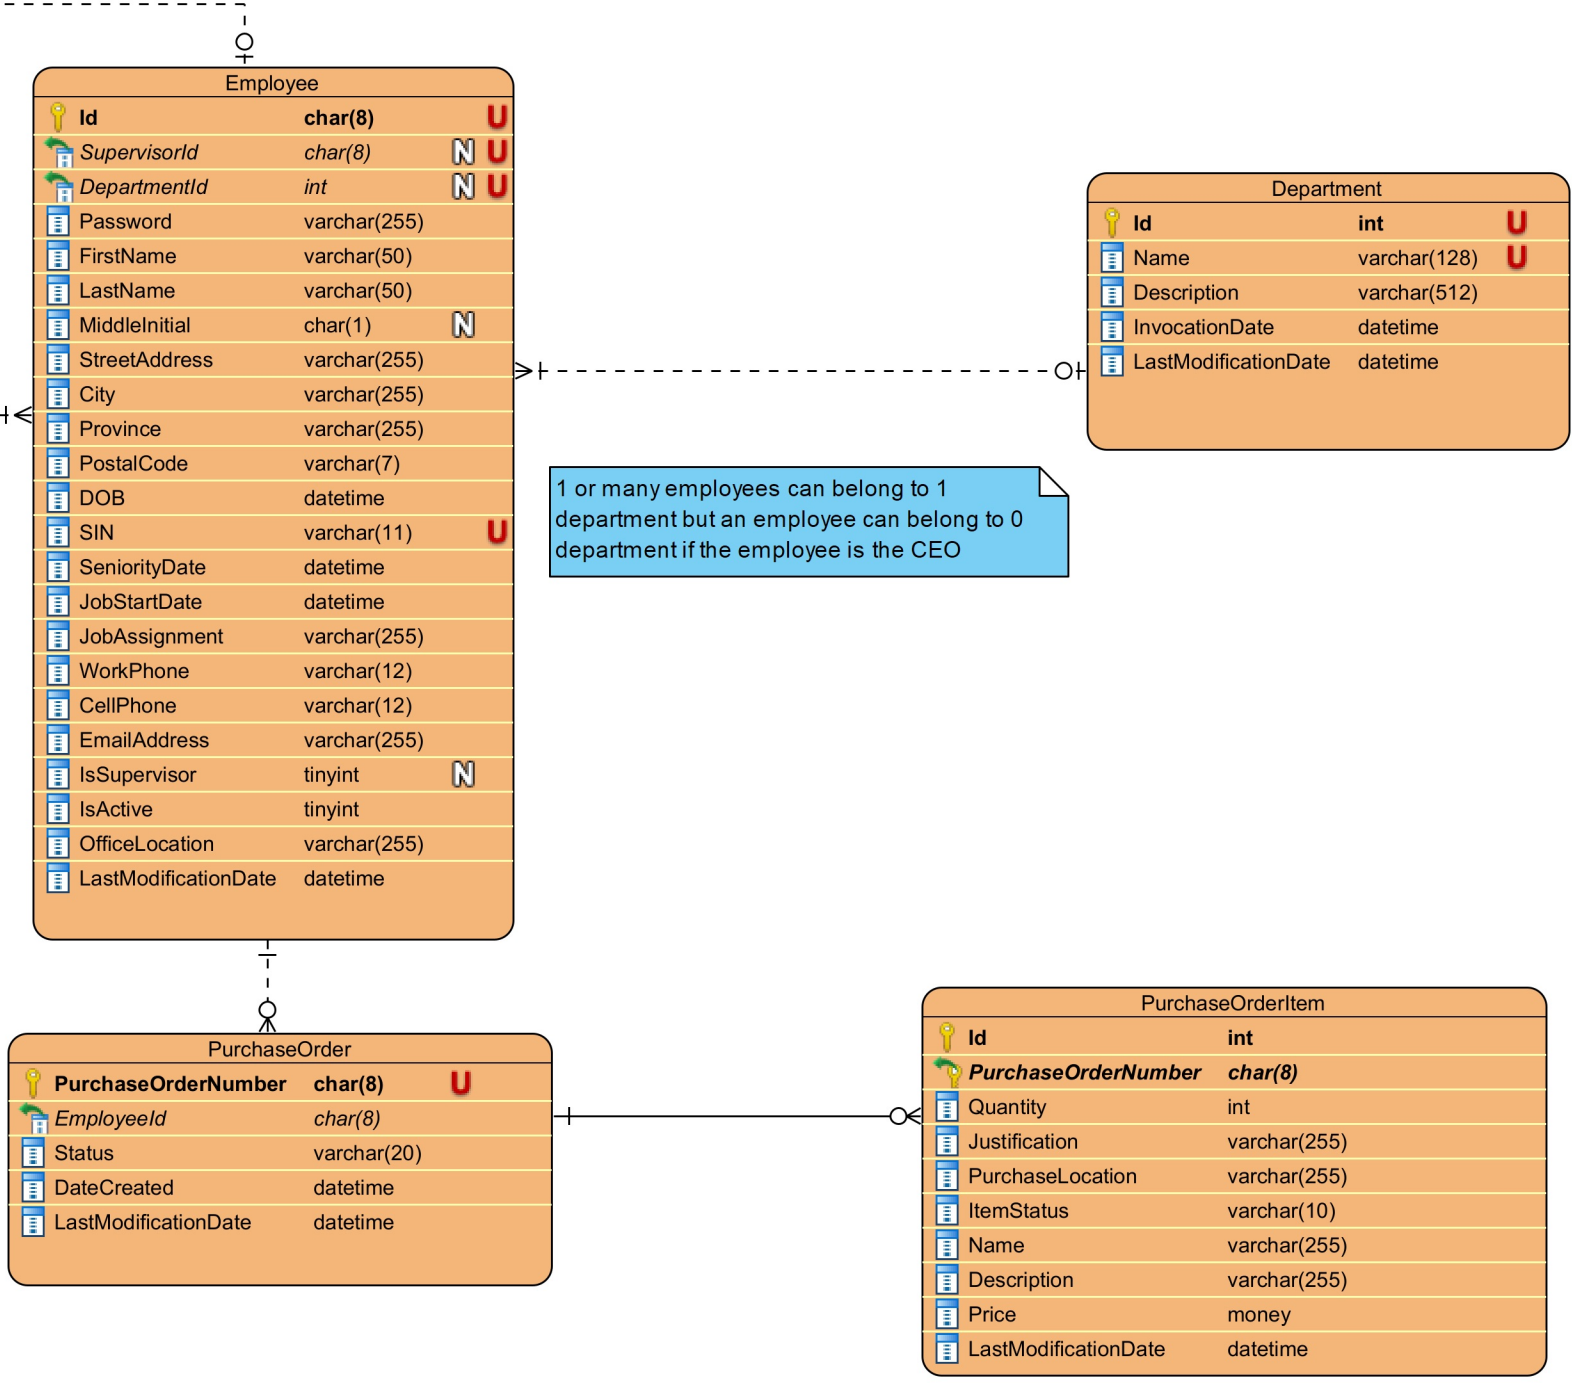 Employee
Id char(8) U
SupervisorId char(8) N U
DepartmentId int N U
Password varchar(255)
FirstName varchar(50)
LastName varchar(50)
MiddleInitial char(1) N
StreetAddress varchar(255)
City varchar(255)
Province varchar(255)
PostalCode varchar(7)
DOB datetime
SIN varchar(11) U
SeniorityDate datetime
JobStartDate datetime
JobAssignment varchar(255)
WorkPhone varchar(12)
CellPhone varchar(12)
EmailAddress varchar(255)
IsSupervisor tinyint N
IsActive tinyint
OfficeLocation varchar(255)
LastModificationDate datetime
Department
Id int U
Name varchar(128) U
Description varchar(512)
InvocationDate datetime
LastModificationDate datetime
1 or many employees can belong to 1
department but an employee can belong to 0
department if the employee is the CEO
PurchaseOrder
PurchaseOrderNumber char(8) U
EmployeeId char(8)
Status varchar(20)
DateCreated datetime
LastModificationDate datetime
PurchaseOrderItem
Id int
PurchaseOrderNumber char(8)
Quantity int
Justification varchar(255)
PurchaseLocation varchar(255)
ItemStatus varchar(10)
Name varchar(255)
Description varchar(255)
Price money
LastModificationDate datetime